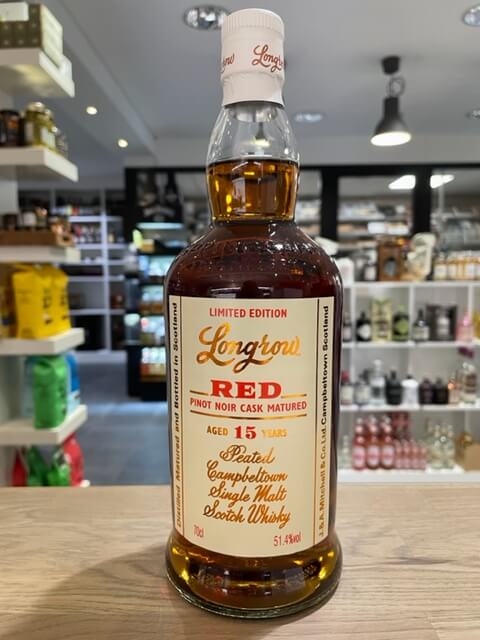 Longrow
LIMITED EDITION
Longrow
RED
PINOT NOIR CASK MATURED
AGED 15 YEARS
Peated
Campbeltown
Single Malt
Scotch Whisky
70cl
51.4%vol
Distilled Matured and Bottled in Scotland
J.&A. Mitchell & Co. Ltd. Campbeltown Scotland